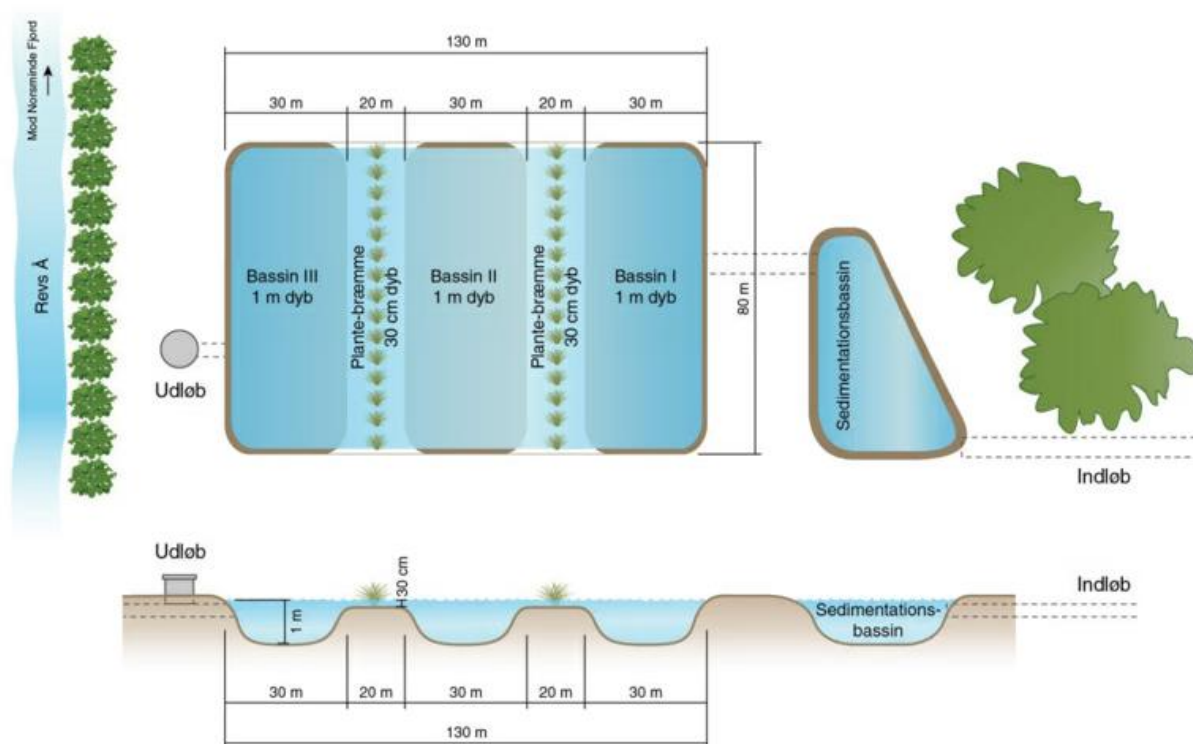 130 m
30 m
20 m
30 m
20 m
30 m
Mod Norsminde Fjord
Revs Å
Bassin III
1 m dyb
Plante-bræmme
30 cm dyb
Bassin II
1 m dyb
Plante-bræmme
30 cm dyb
Bassin I
1 m dyb
80 m
Sedimentationsbassin
Udløb
Indløb
Udløb
30 cm
1 m
Sedimentations-
bassin
Indløb
30 m
20 m
30 m
20 m
30 m
130 m